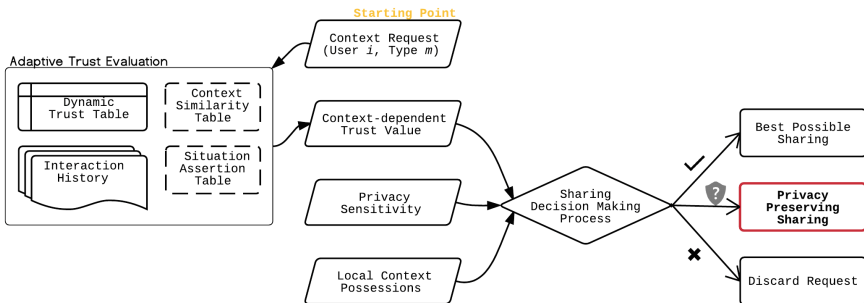 Starting Point
Context Request
(User i, Type m)
Adaptive Trust Evaluation
Dynamic
Trust Table
Context
Similarity
Table
Interaction
History
Situation
Assertion
Table
Context-dependent
Trust Value
Privacy
Sensitivity
Local Context
Possessions
Sharing
Decision Making
Process
?
Best Possible
Sharing
Privacy
Preserving
Sharing
Discard Request